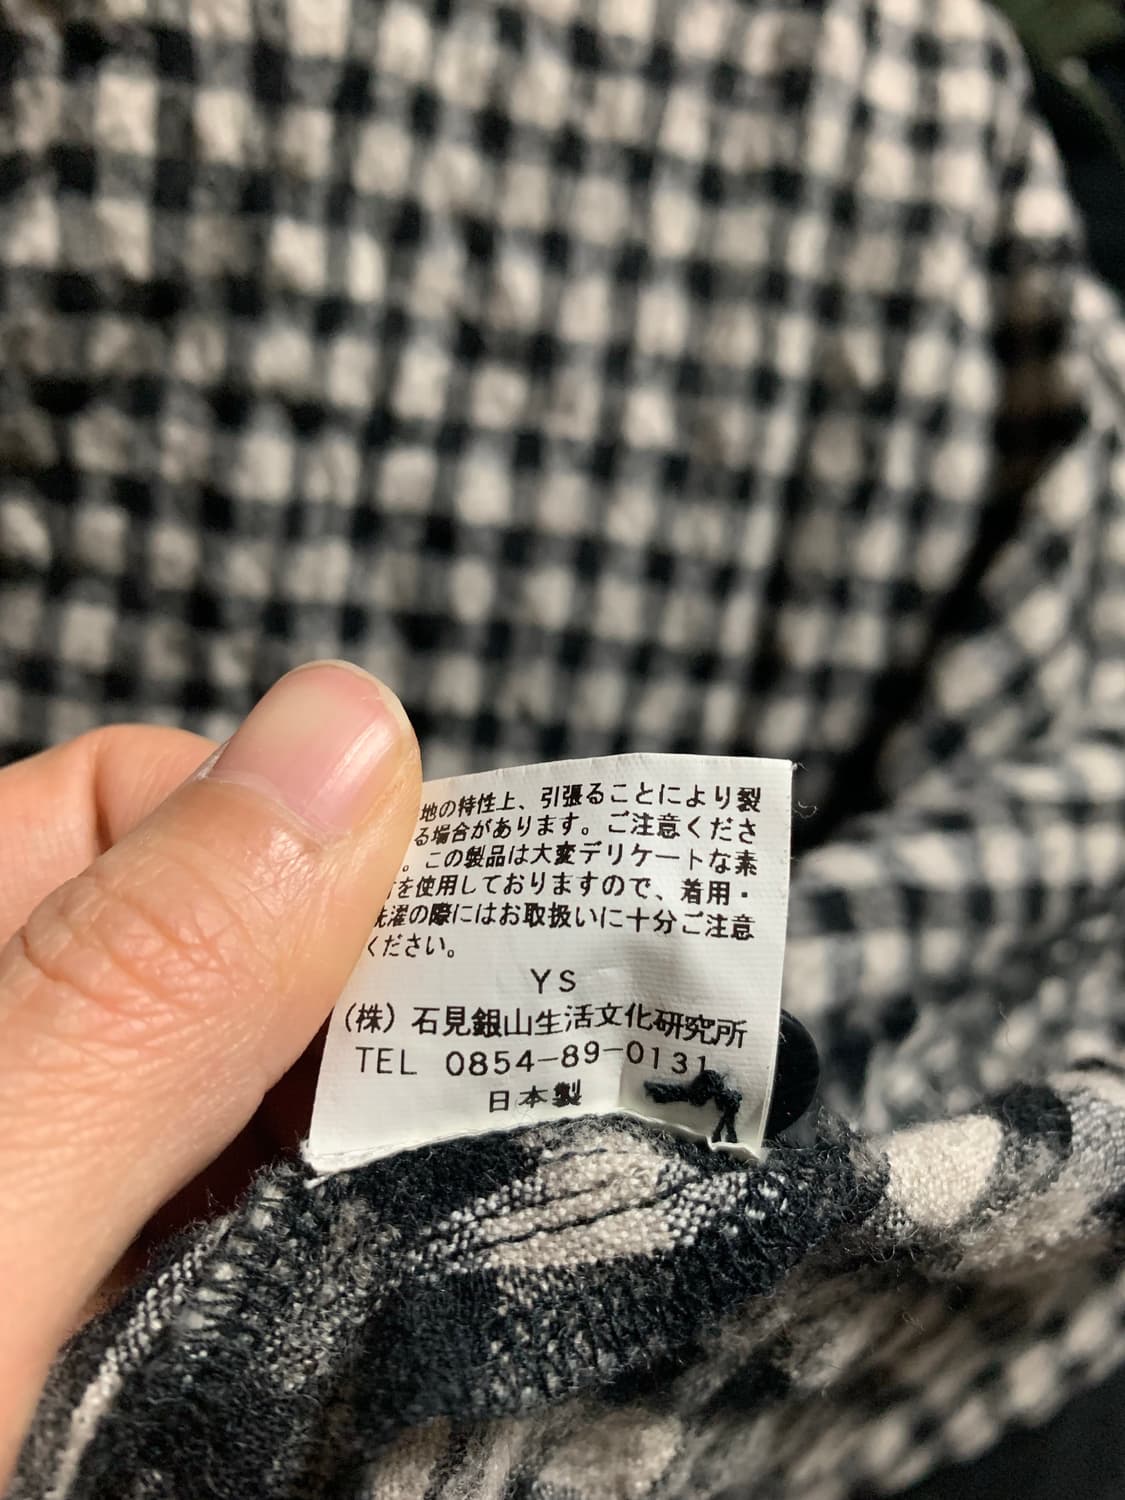 地の特性上、引張ることにより裂
る場合があります。ご注意くださ
。この製品は大変デリケートな素
を使用しておりますので、着用・
洗濯の際にはお取扱いに十分ご注意
ください。
YS
(株)石見銀山生活文化研究所
TEL 0854-89-0131
日本製